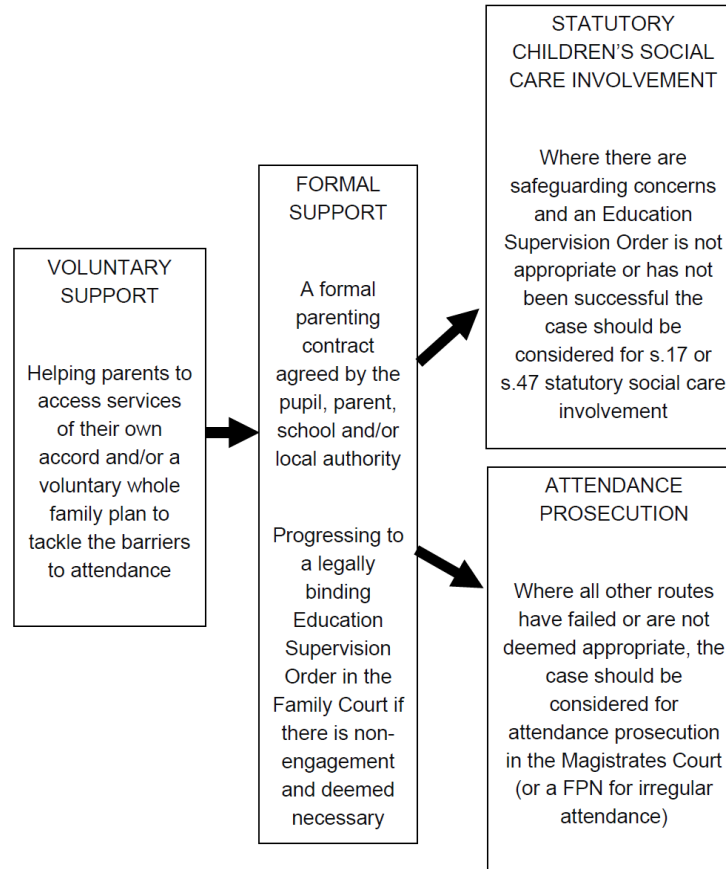 VOLUNTARY
SUPPORT
Helping parents to
access services
of their own
accord and/or a
voluntary whole
family plan to
tackle the barriers
to attendance
FORMAL
SUPPORT
A formal
parenting
contract
agreed by the
pupil, parent,
school and/or
local authority
Progressing to
a legally
binding
Education
Supervision
Order in the
Family Court if
there is non-
engagement
and deemed
necessary
STATUTORY
CHILDREN’S SOCIAL
CARE INVOLVEMENT
Where there are
safeguarding concerns
and an Education
Supervision Order is not
appropriate or has not
been successful the
case should be
considered for s.17 or
s.47 statutory social care
involvement
ATTENDANCE
PROSECUTION
Where all other routes
have failed or are not
deemed appropriate, the
case should be
considered for
attendance prosecution
in the Magistrates Court
(or a FPN for irregular
attendance)